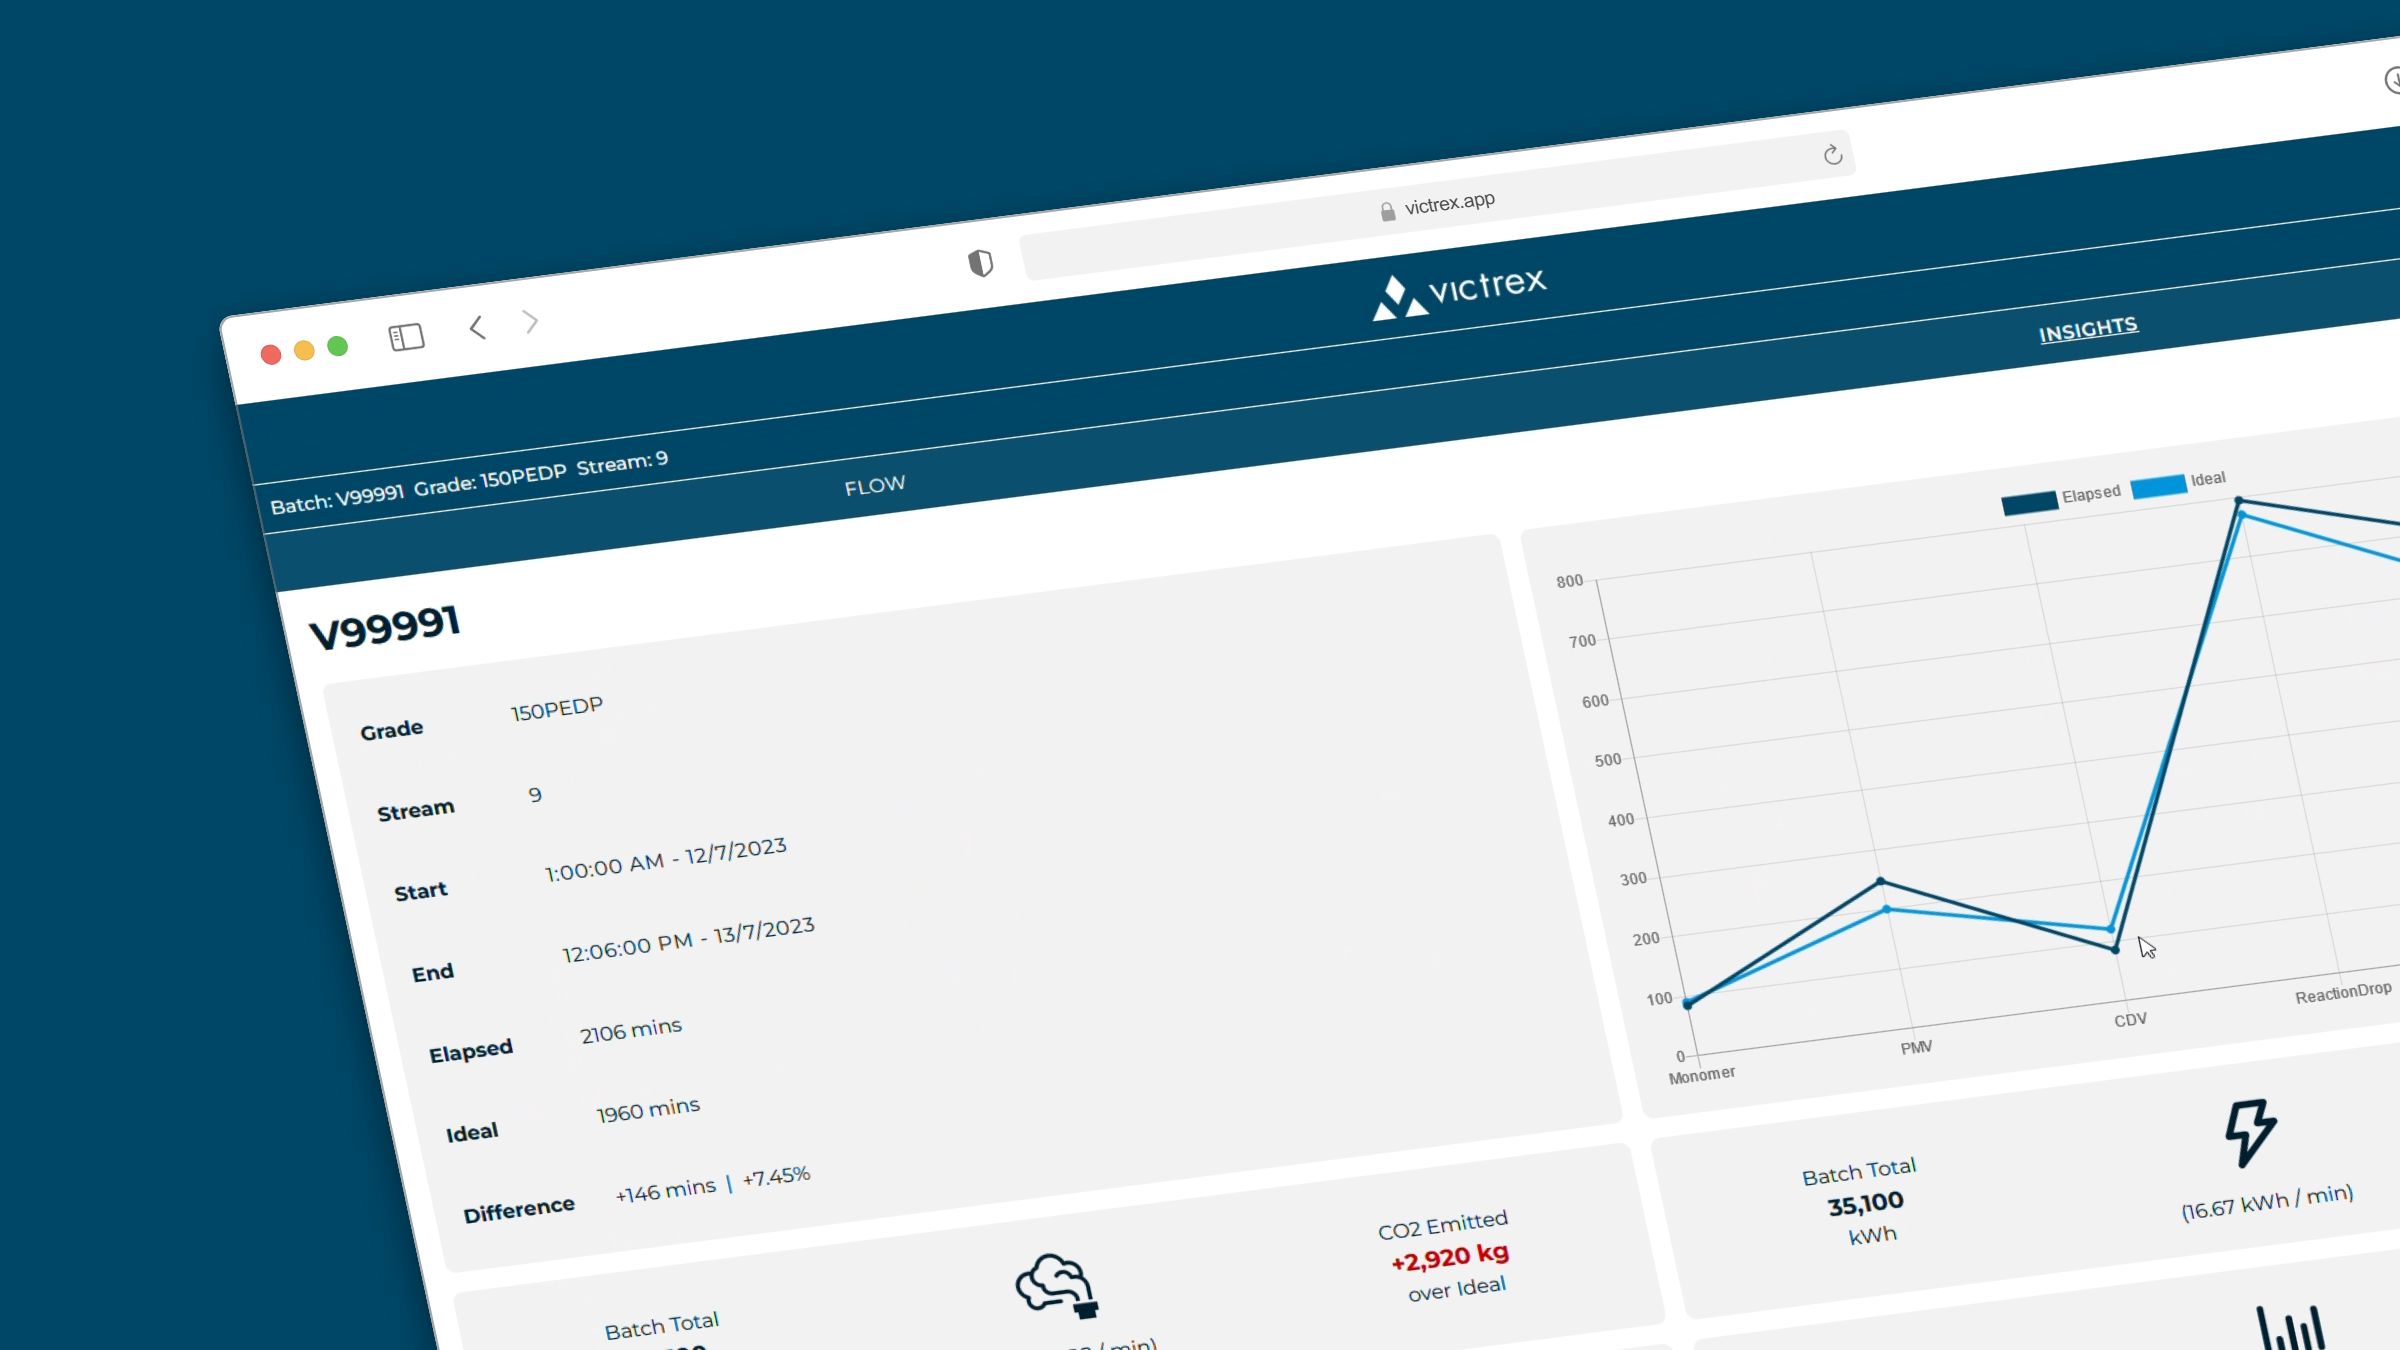 victrex.app
victrex
Batch: V99991 Grade: 150PEDP Stream: 9
FLOW
INSIGHTS
V99991
Grade 150PEDP
Stream 9
Start 1:00:00 AM - 12/7/2023
End 12:06:00 PM - 13/7/2023
Elapsed 2106 mins
Ideal 1960 mins
Difference +146 mins | +7.45%
Elapsed Ideal
800
700
600
500
400
300
200
100
0
Monomer PMV CDV ReactionDrop
Batch Total
/ min)
CO2 Emitted
+2,920 kg
over Ideal
Batch Total
35,100
kWh
(16.67 kWh / min)